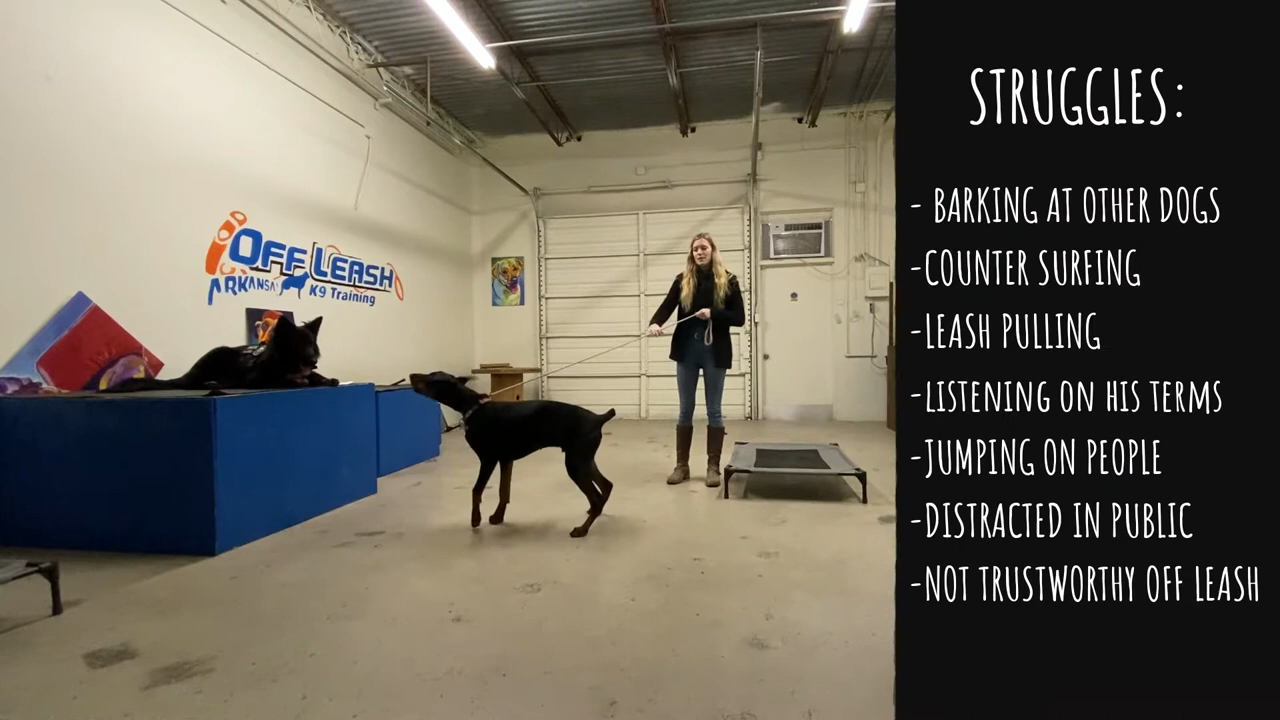 OFF LEASH
ARKANSAS K9 Training
STRUGGLES:
- BARKING AT OTHER DOGS
-COUNTER SURFING
-LEASH PULLING
-LISTENING ON HIS TERMS
-JUMPING ON PEOPLE
-DISTRACTED IN PUBLIC
-NOT TRUSTWORTHY OFF LEASH